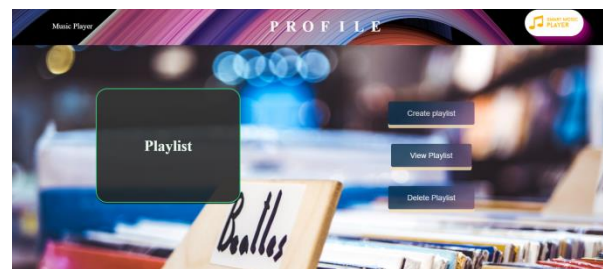 Music Player
PROFILE
SMART MUSIC
PLAYER
Playlist
Create playlist
View Playlist
Delete Playlist
Beatles